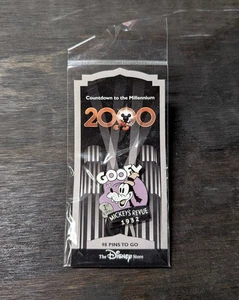 Countdown to the Millennium
2000
GOOFY
MICKEY'S REVUE
1932
98 PINS TO GO
The Disney Store